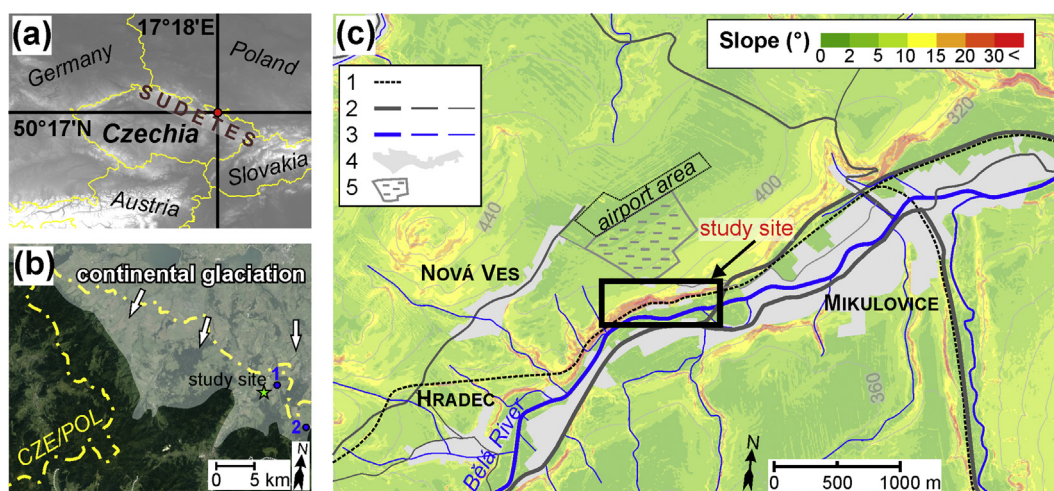 (a)
17°18'E
Germany
Poland
SUDETES
50°17'N
Czechia
Slovakia
Austria
(b)
continental glaciation
study site
1
2
CZE/POL
N
0 5 km
(c)
Slope (°)
0 2 5 10 15 20 30 <
1
2
3
4
5
320
400
440
airport area
study site
NOVÁ VES
MIKULOVICE
HRADEC
360
Bělá River
N
0 500 1000 m